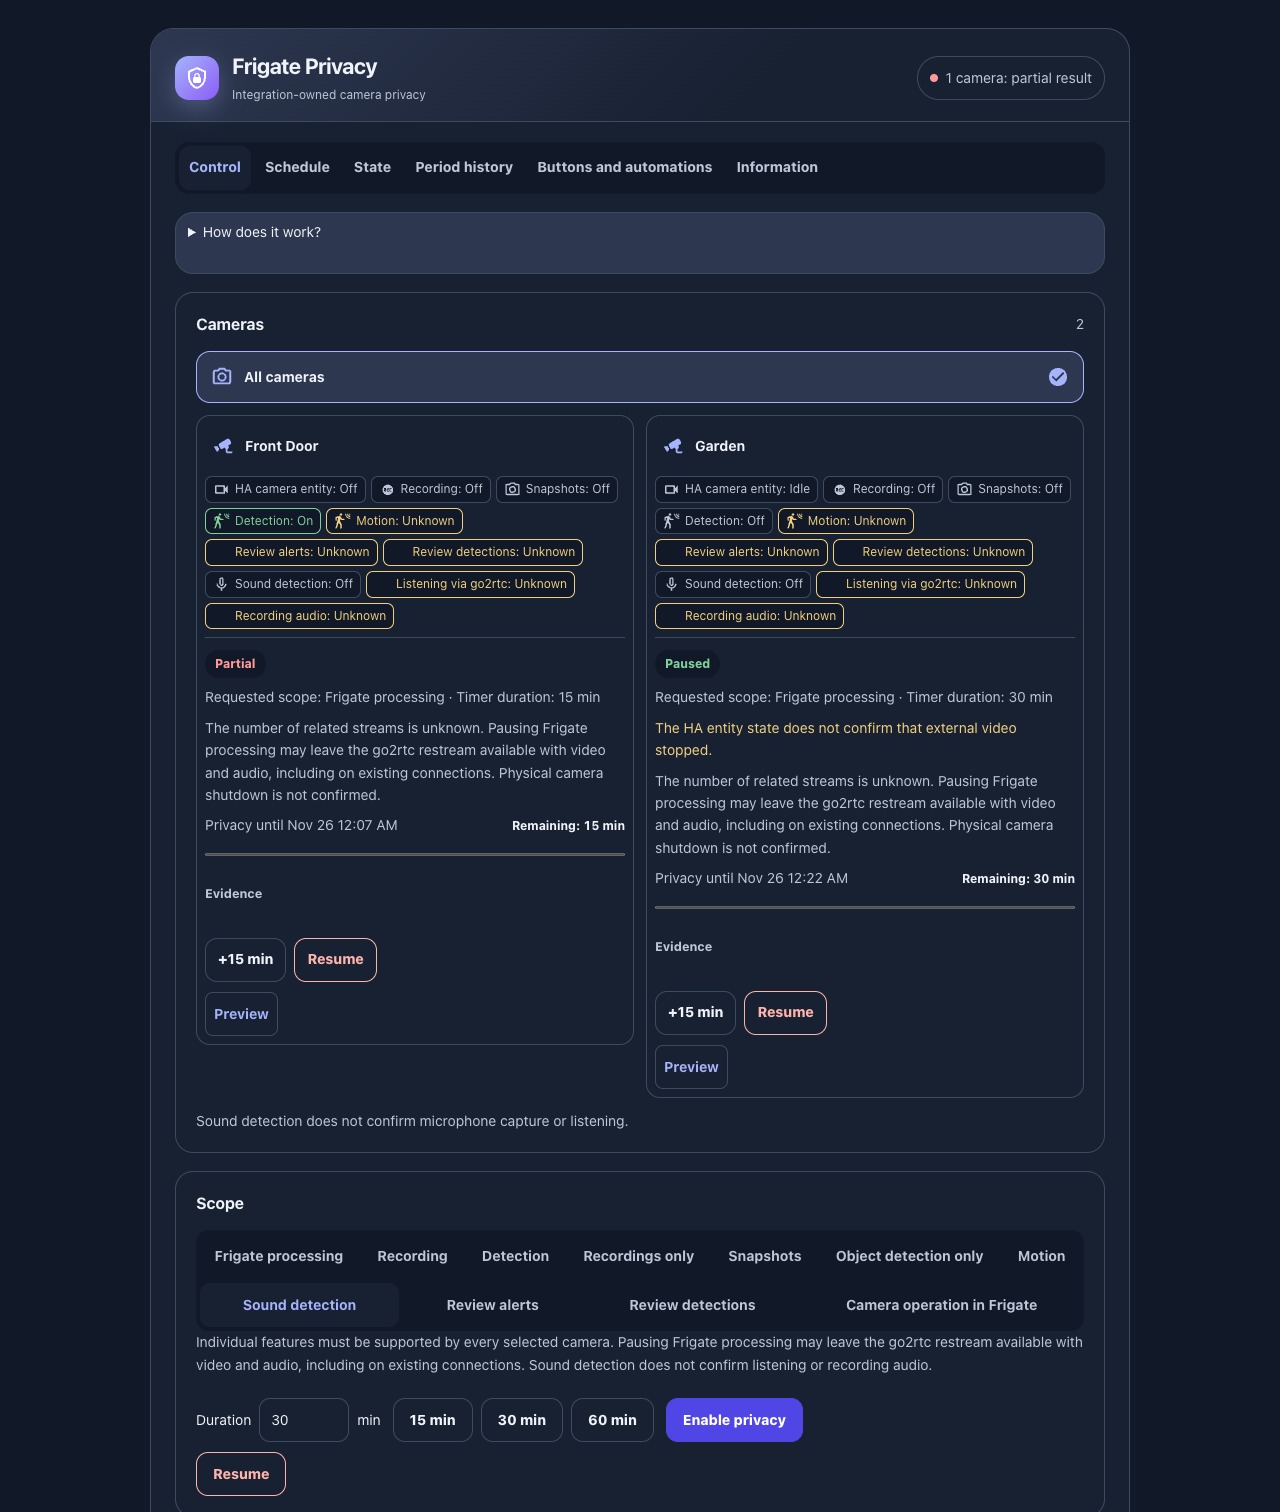 Frigate Privacy
Integration-owned camera privacy
1 camera: partial result
Control Schedule State Period history Buttons and automations Information
How does it work?
Cameras
2
All cameras
Front Door
HA camera entity: Off Recording: Off Snapshots: Off
Detection: On Motion: Unknown
Review alerts: Unknown Review detections: Unknown
Sound detection: Off Listening via go2rtc: Unknown
Recording audio: Unknown
Partial
Requested scope: Frigate processing · Timer duration: 15 min
The number of related streams is unknown. Pausing Frigate
processing may leave the go2rtc restream available with video
and audio, including on existing connections. Physical camera
shutdown is not confirmed.
Privacy until Nov 26 12:07 AM
Remaining: 15 min
Evidence
+15 min Resume
Preview
Garden
HA camera entity: Idle Recording: Off Snapshots: Off
Detection: Off Motion: Unknown
Review alerts: Unknown Review detections: Unknown
Sound detection: Off Listening via go2rtc: Unknown
Recording audio: Unknown
Paused
Requested scope: Frigate processing · Timer duration: 30 min
The HA entity state does not confirm that external video
stopped.
The number of related streams is unknown. Pausing Frigate
processing may leave the go2rtc restream available with video
and audio, including on existing connections. Physical camera
shutdown is not confirmed.
Privacy until Nov 26 12:22 AM
Remaining: 30 min
Evidence
+15 min Resume
Preview
Sound detection does not confirm microphone capture or listening.
Scope
Frigate processing Recording Detection Recordings only Snapshots Object detection only Motion
Sound detection Review alerts Review detections Camera operation in Frigate
Individual features must be supported by every selected camera. Pausing Frigate processing may leave the go2rtc restream available with
video and audio, including on existing connections. Sound detection does not confirm listening or recording audio.
Duration 30 min 15 min 30 min 60 min Enable privacy
Resume